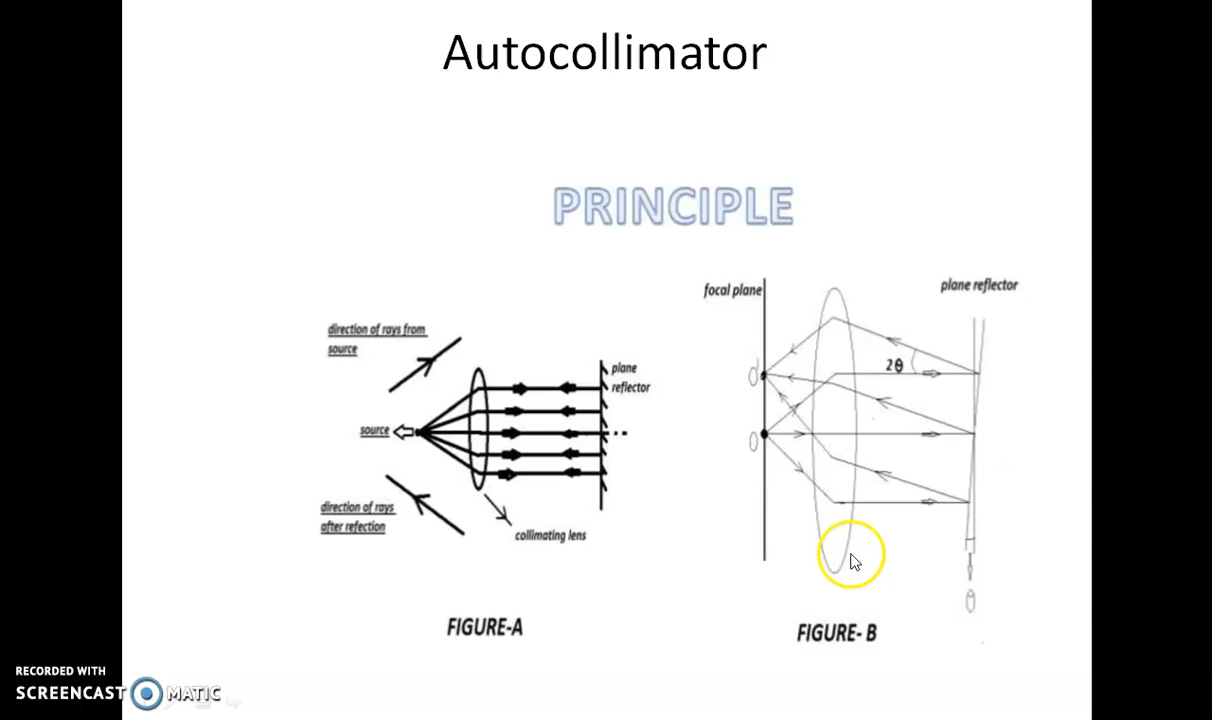 Autocollimator
PRINCIPLE
direction of rays from
source
plane
reflector
source
direction of rays
after refection
collimating lens
FIGURE-A
focal plane
plane reflector
2θ
O'
O
θ
FIGURE- B
RECORDED WITH
SCREENCAST MATIC